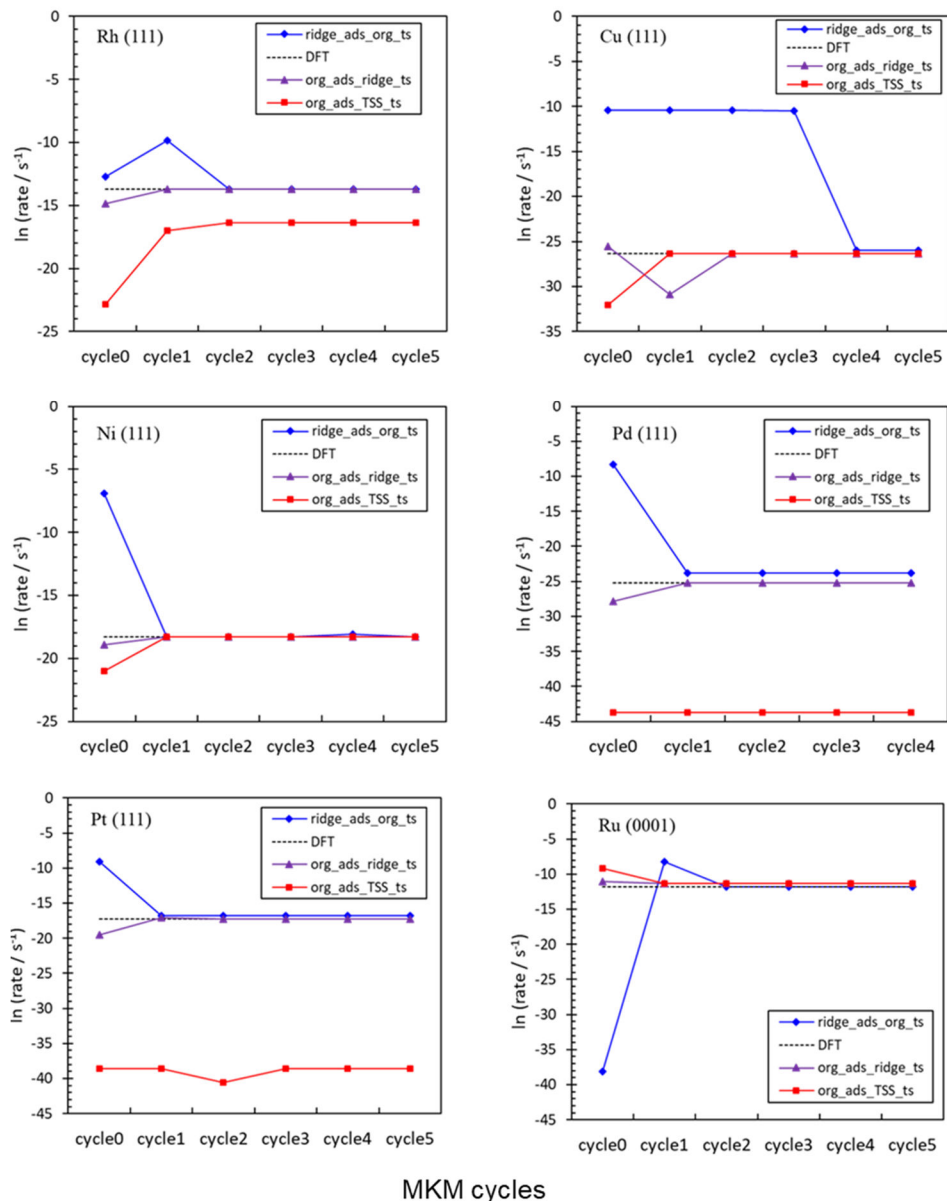 Rh (111)
ridge_ads_org_ts
DFT
org_ads_ridge_ts
org_ads_TSS_ts
ln (rate / s⁻¹)
0
-5
-10
-15
-20
-25
cycle0 cycle1 cycle2 cycle3 cycle4 cycle5
Cu (111)
ridge_ads_org_ts
DFT
org_ads_ridge_ts
org_ads_TSS_ts
ln (rate / s⁻¹)
0
-5
-10
-15
-20
-25
-30
-35
cycle0 cycle1 cycle2 cycle3 cycle4 cycle5
Ni (111)
ridge_ads_org_ts
DFT
org_ads_ridge_ts
org_ads_TSS_ts
ln (rate / s⁻¹)
0
-5
-10
-15
-20
-25
cycle0 cycle1 cycle2 cycle3 cycle4 cycle5
Pd (111)
ridge_ads_org_ts
DFT
org_ads_ridge_ts
org_ads_TSS_ts
ln (rate / s⁻¹)
0
-5
-10
-15
-20
-25
-30
-35
-40
-45
cycle0 cycle1 cycle2 cycle3 cycle4
Pt (111)
ridge_ads_org_ts
DFT
org_ads_ridge_ts
org_ads_TSS_ts
ln (rate / s⁻¹)
0
-5
-10
-15
-20
-25
-30
-35
-40
-45
cycle0 cycle1 cycle2 cycle3 cycle4 cycle5
Ru (0001)
ridge_ads_org_ts
DFT
org_ads_ridge_ts
org_ads_TSS_ts
ln (rate / s⁻¹)
0
-5
-10
-15
-20
-25
-30
-35
-40
-45
cycle0 cycle1 cycle2 cycle3 cycle4 cycle5
MKM cycles